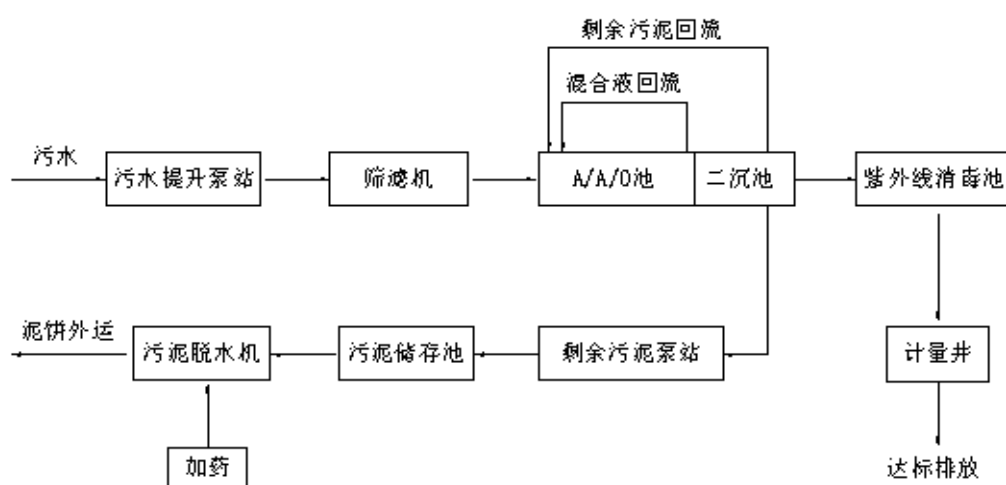 剩余污泥回流
混合液回流
污水
污水提升泵站
筛滤机
A/A/O池
二沉池
紫外线消毒池
泥饼外运
污泥脱水机
污泥储存池
剩余污泥泵站
计量井
加药
达标排放